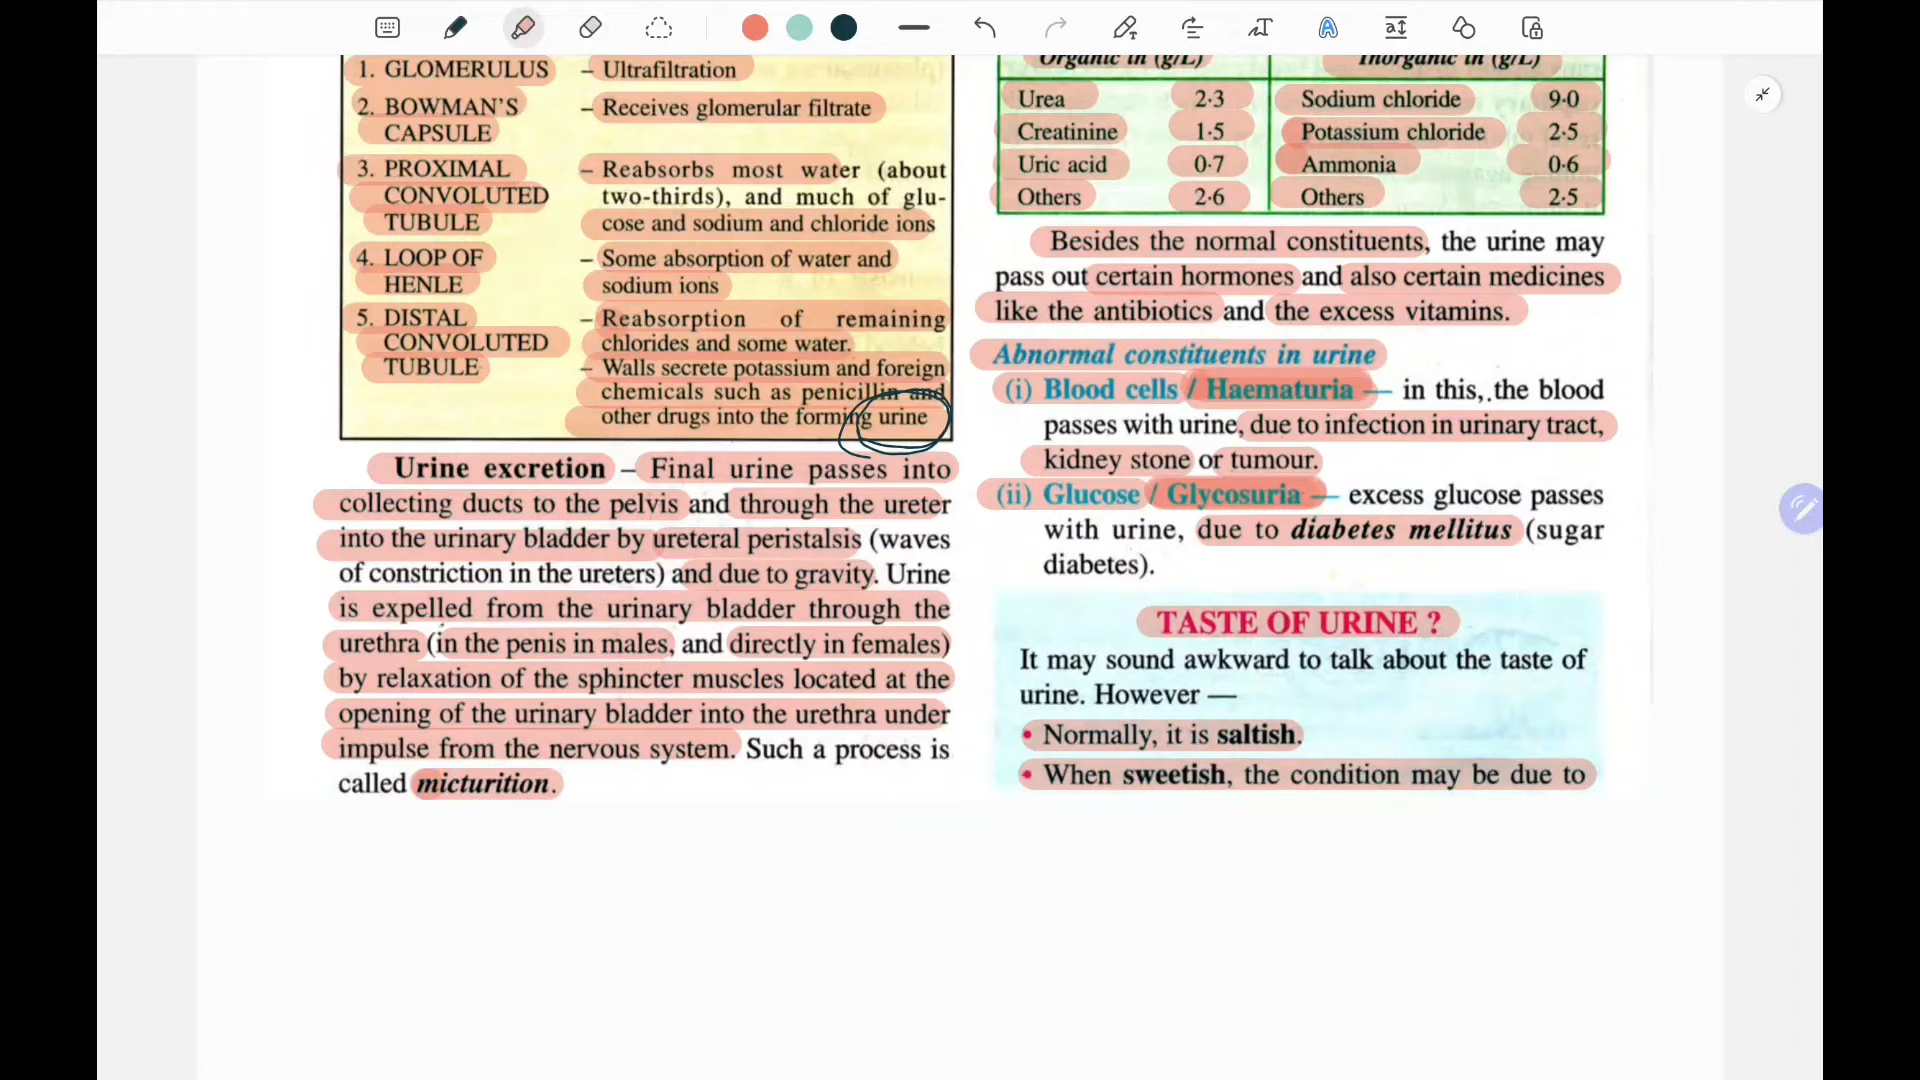 1. GLOMERULUS – Ultrafiltration
2. BOWMAN'S – Receives glomerular filtrate
CAPSULE
3. PROXIMAL – Reabsorbs most water (about
CONVOLUTED two-thirds), and much of glu-
TUBULE cose and sodium and chloride ions
4. LOOP OF – Some absorption of water and
HENLE sodium ions
5. DISTAL – Reabsorption of remaining
CONVOLUTED chlorides and some water.
TUBULE – Walls secrete potassium and foreign
chemicals such as penicillin and
other drugs into the forming urine
Urine excretion – Final urine passes into
collecting ducts to the pelvis and through the ureter
into the urinary bladder by ureteral peristalsis (waves
of constriction in the ureters) and due to gravity. Urine
is expelled from the urinary bladder through the
urethra (in the penis in males, and directly in females)
by relaxation of the sphincter muscles located at the
opening of the urinary bladder into the urethra under
impulse from the nervous system. Such a process is
called micturition.
Organic in (g/L) Inorganic in (g/L)
Urea 2·3 Sodium chloride 9·0
Creatinine 1·5 Potassium chloride 2·5
Uric acid 0·7 Ammonia 0·6
Others 2·6 Others 2·5
Besides the normal constituents, the urine may
pass out certain hormones and also certain medicines
like the antibiotics and the excess vitamins.
Abnormal constituents in urine
(i) Blood cells / Haematuria — in this, the blood
passes with urine, due to infection in urinary tract,
kidney stone or tumour.
(ii) Glucose / Glycosuria — excess glucose passes
with urine, due to diabetes mellitus (sugar
diabetes).
TASTE OF URINE ?
It may sound awkward to talk about the taste of
urine. However —
• Normally, it is saltish.
• When sweetish, the condition may be due to